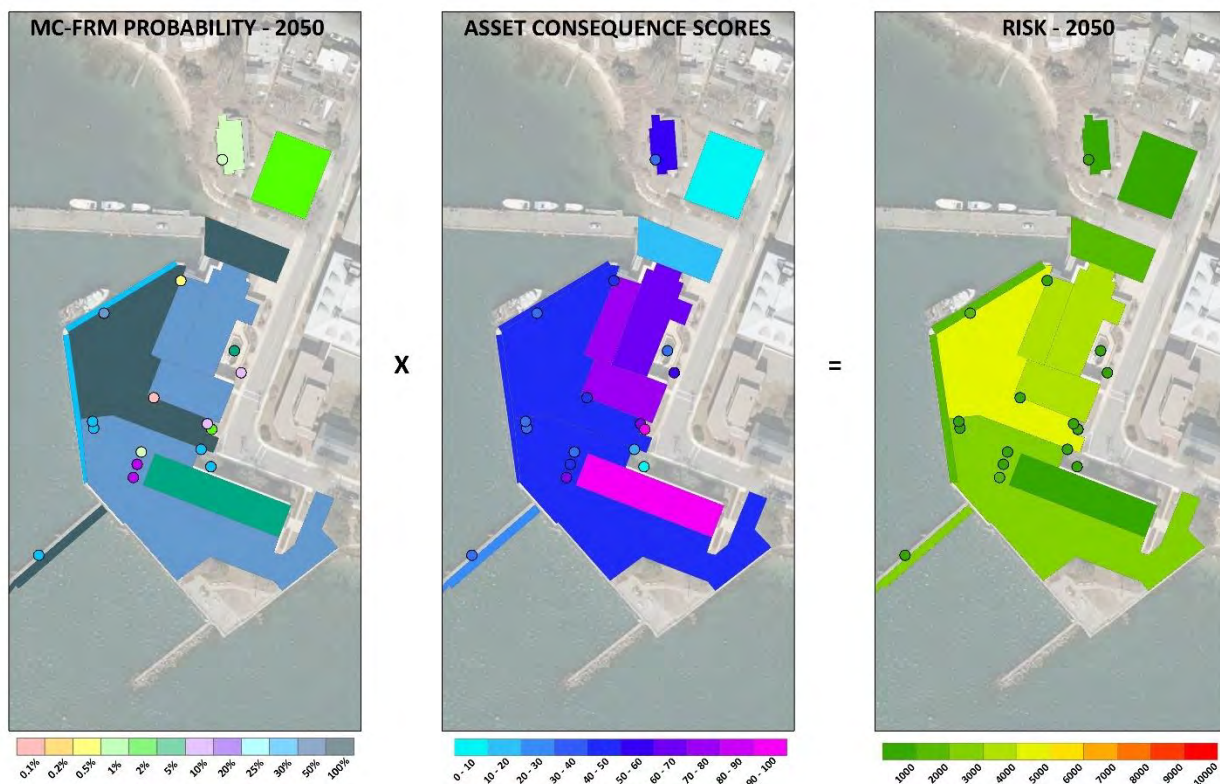 MC-FRM PROBABILITY - 2050
ASSET CONSEQUENCE SCORES
RISK - 2050
X
=
0.1% 0.2% 0.5% 1% 2% 5% 10% 20% 25% 30% 50% 100%
0 - 10 10 - 20 20 - 30 30 - 40 40 - 50 50 - 60 60 - 70 70 - 80 80 - 90 90 - 100
1000 2000 3000 4000 5000 6000 7000 8000 9000 10000